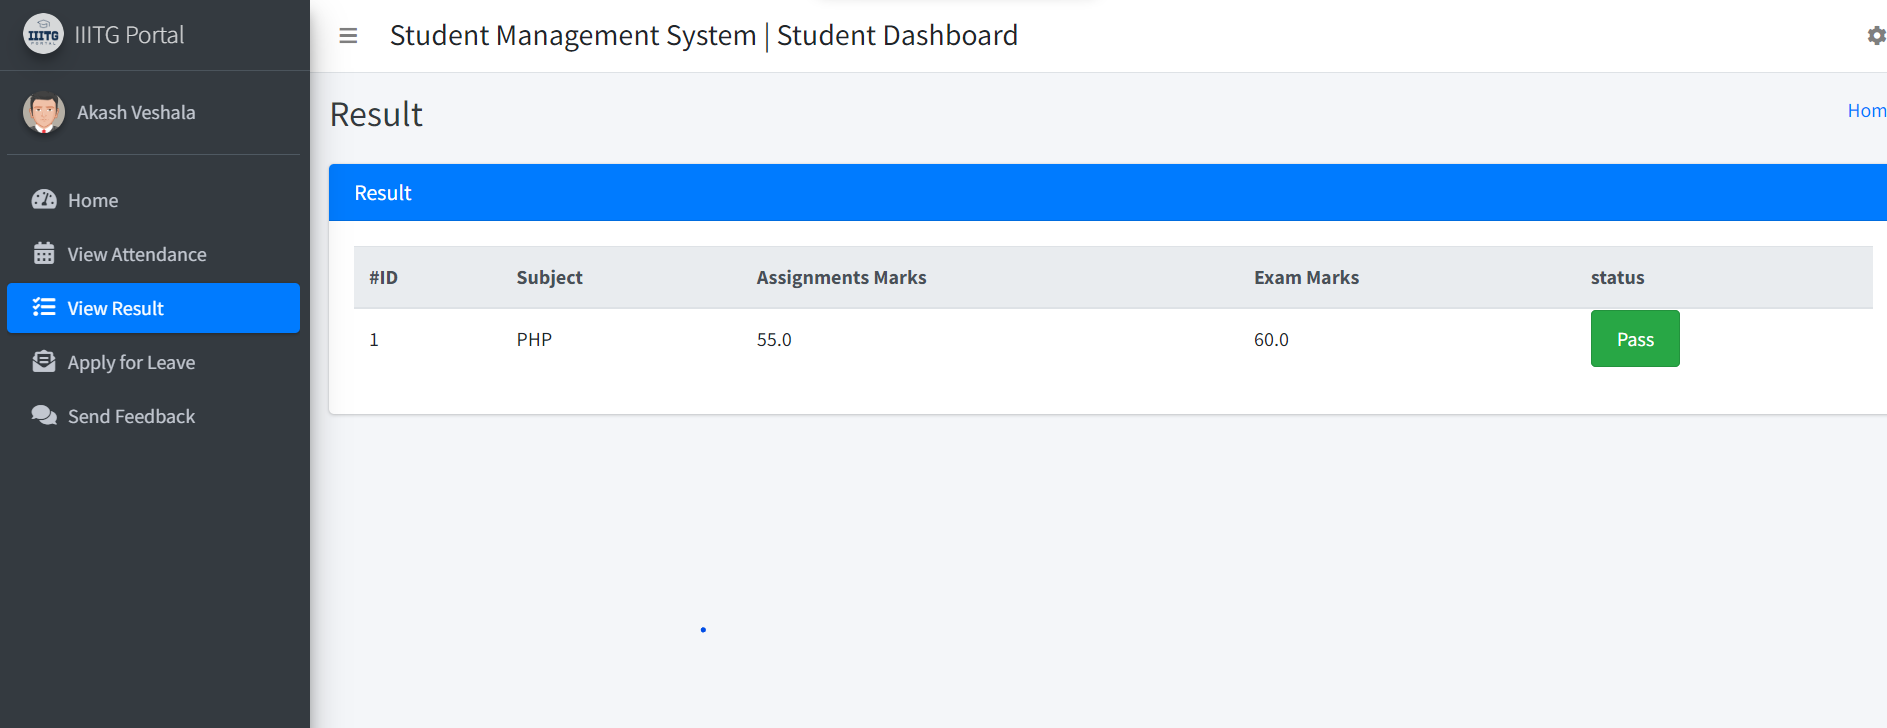 IIITG Portal
Student Management System | Student Dashboard
Akash Veshala
Result
Hom
Home
View Attendance
View Result
Apply for Leave
Send Feedback
Result
#ID Subject Assignments Marks Exam Marks status
1 PHP 55.0 60.0 Pass
IIITG
PORTAL